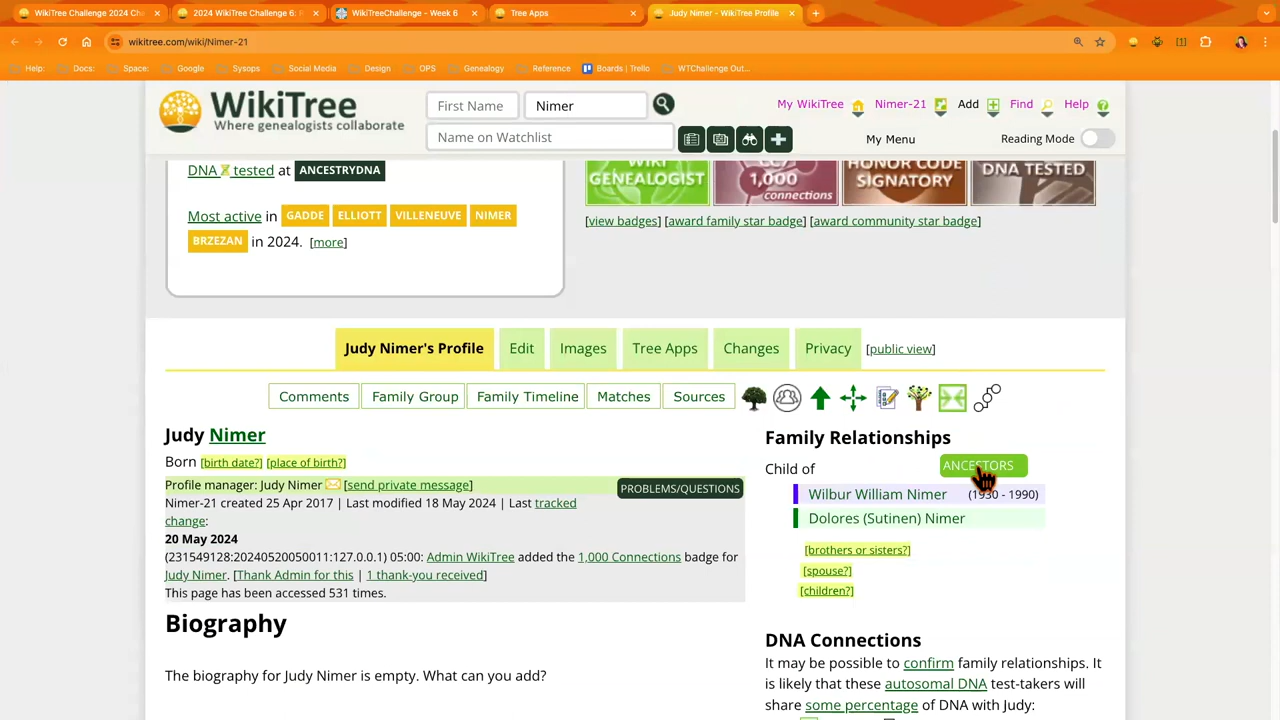 WikiTree Challenge 2024 Cha
2024 WikiTree Challenge 6: R
WikiTreeChallenge - Week 6
Tree Apps
Judy Nimer - WikiTree Profile
wikitree.com/wiki/Nimer-21
Help: Docs: Space: Google Sysops Social Media Design OPS Genealogy Reference Boards | Trello WTChallenge Out...
WikiTree
Where genealogists collaborate
First Name Nimer
Name on Watchlist
My WikiTree Nimer-21 Add Find Help
My Menu Reading Mode
DNA tested at ANCESTRYDNA
Most active in GADDE ELLIOTT VILLENEUVE NIMER
BRZEZAN in 2024. [more]
WIKI
GENEALOGIST
1,000
connections
HONOR CODE
SIGNATORY
DNA TESTED
[view badges] [award family star badge] [award community star badge]
Judy Nimer's Profile Edit Images Tree Apps Changes Privacy [public view]
Comments Family Group Family Timeline Matches Sources
Judy Nimer
Born [birth date?] [place of birth?]
Profile manager: Judy Nimer [send private message]
PROBLEMS/QUESTIONS
Nimer-21 created 25 Apr 2017 | Last modified 18 May 2024 | Last tracked
change:
20 May 2024
(231549128:20240520050011:127.0.0.1) 05:00: Admin WikiTree added the 1,000 Connections badge for
Judy Nimer. [Thank Admin for this | 1 thank-you received]
This page has been accessed 531 times.
Biography
The biography for Judy Nimer is empty. What can you add?
Family Relationships
Child of ANCESTORS
Wilbur William Nimer (1930 - 1990)
Dolores (Sutinen) Nimer
[brothers or sisters?]
[spouse?]
[children?]
DNA Connections
It may be possible to confirm family relationships. It
is likely that these autosomal DNA test-takers will
share some percentage of DNA with Judy: